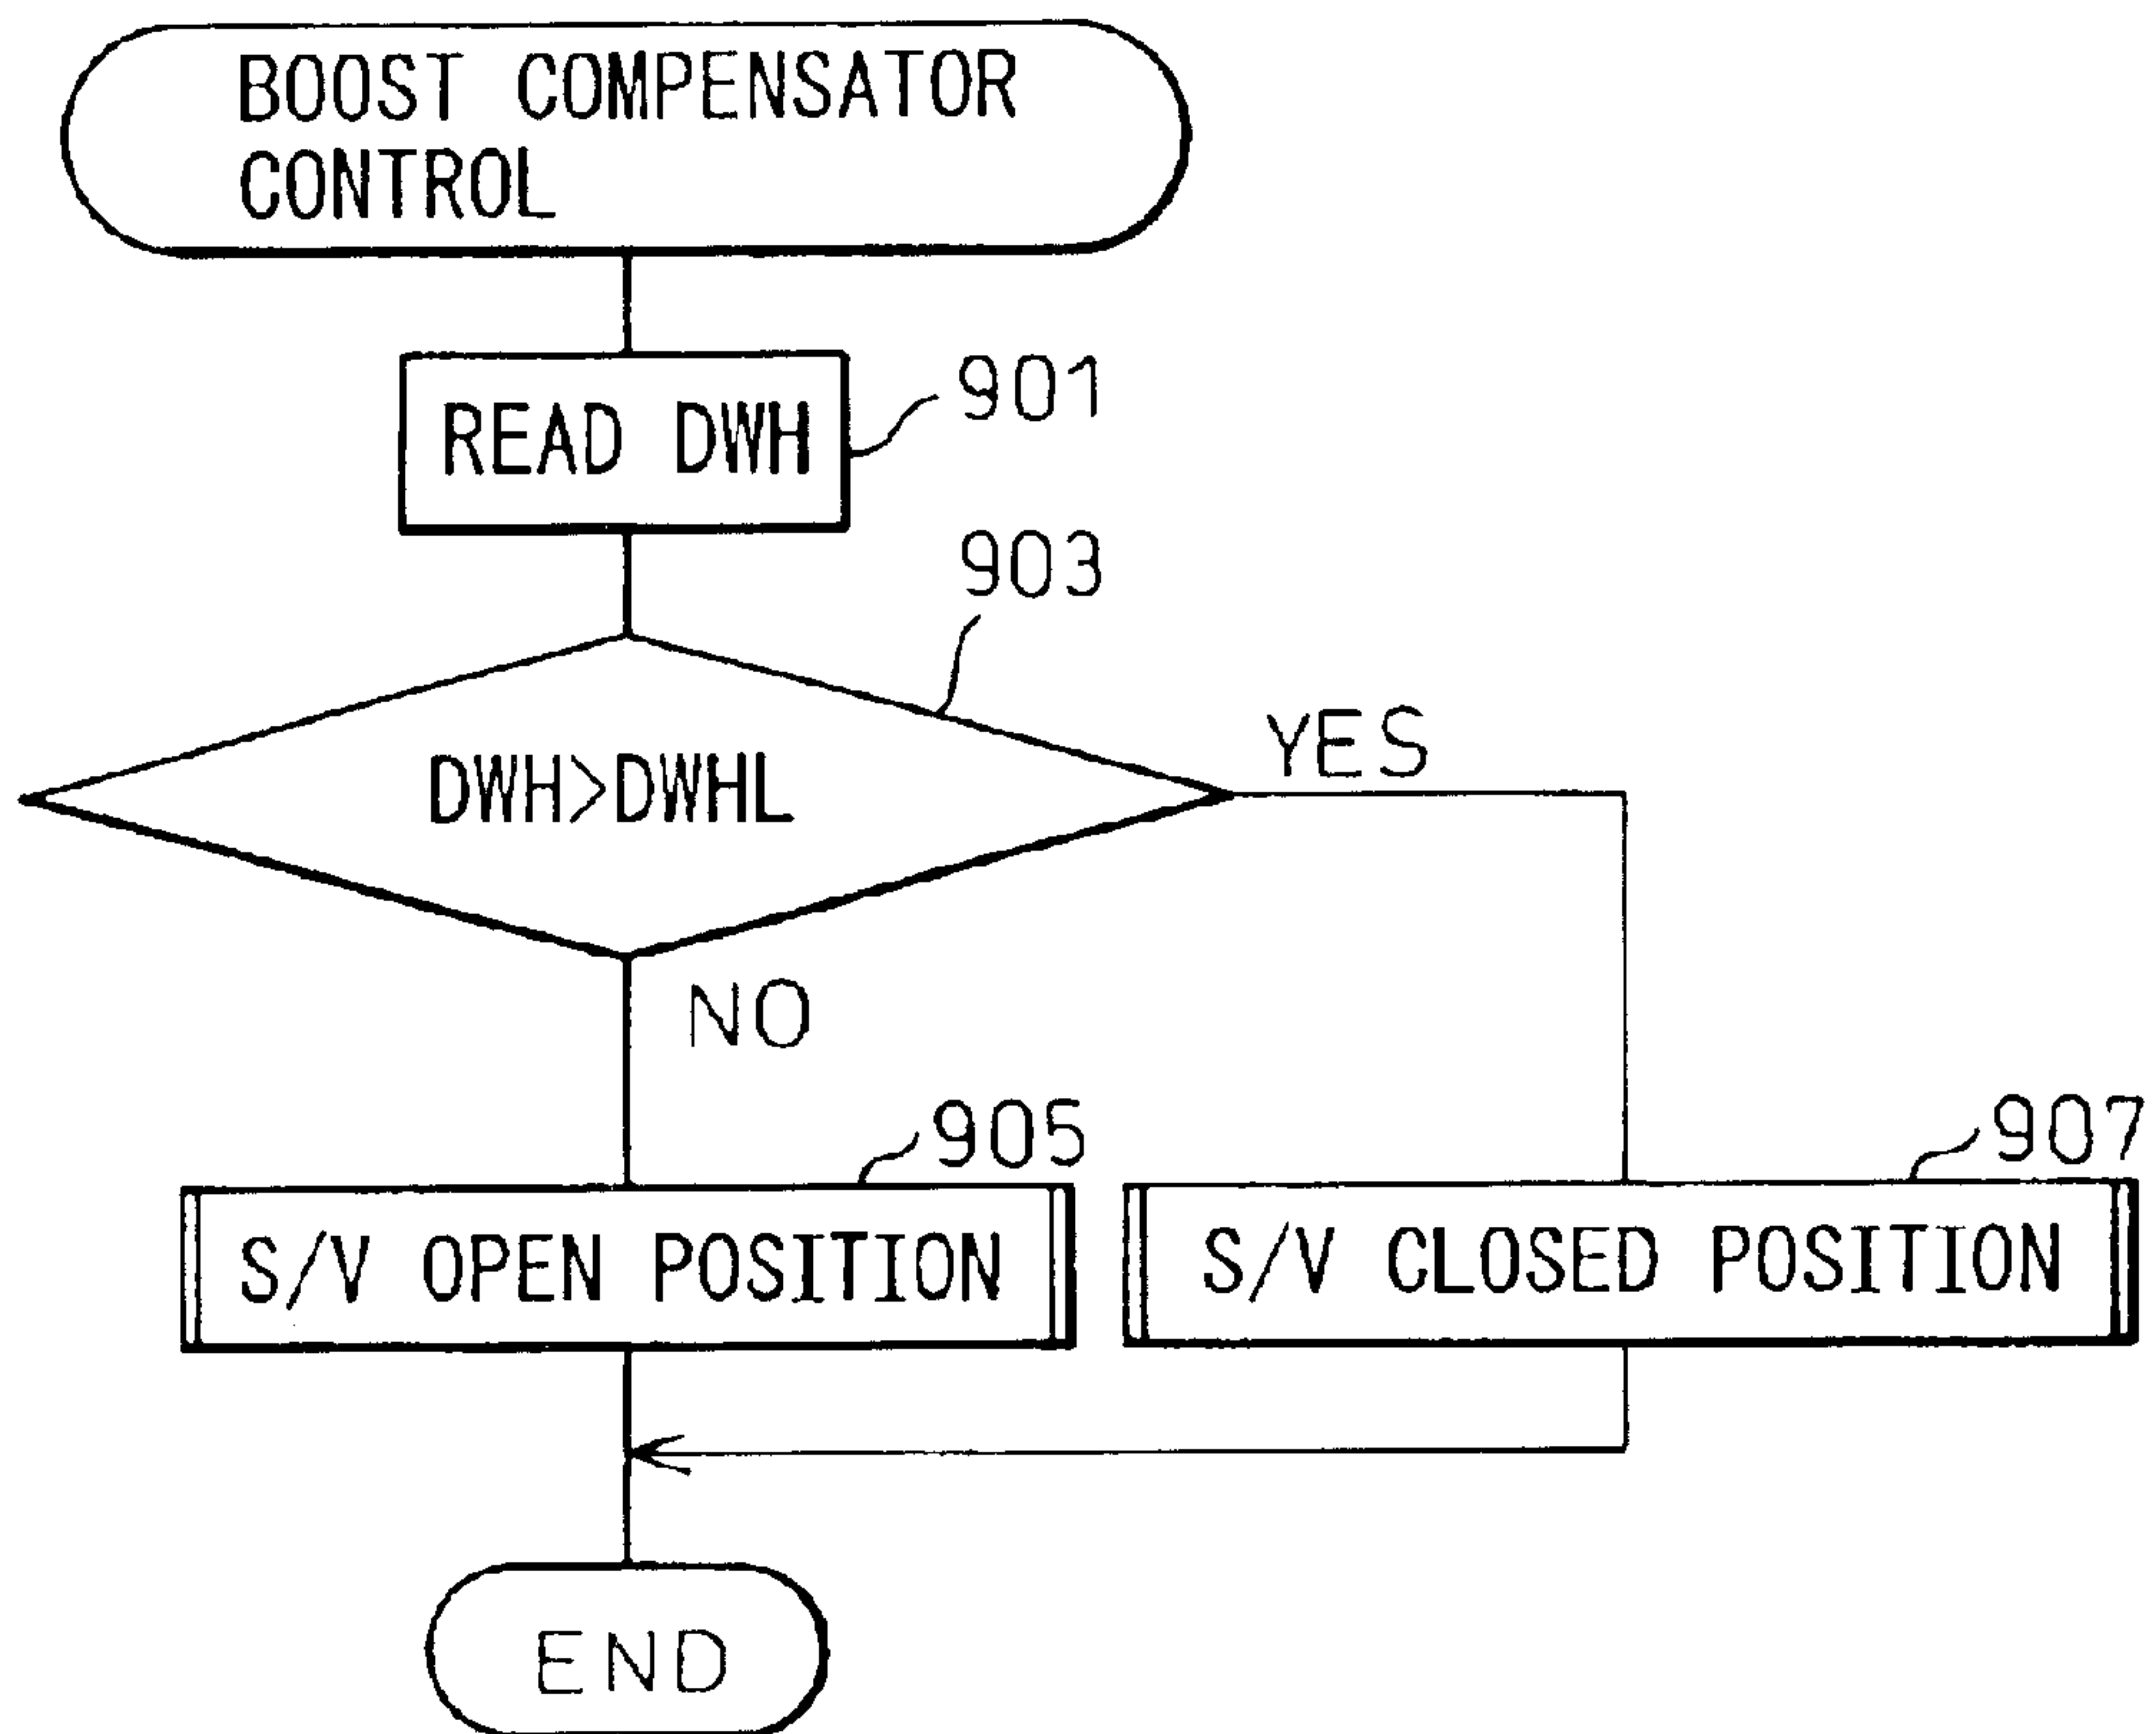 BOOST COMPENSATOR
CONTROL
READ DWH
901
903
DWH>DWHL
YES
NO
905
907
S/V OPEN POSITION
S/V CLOSED POSITION
END